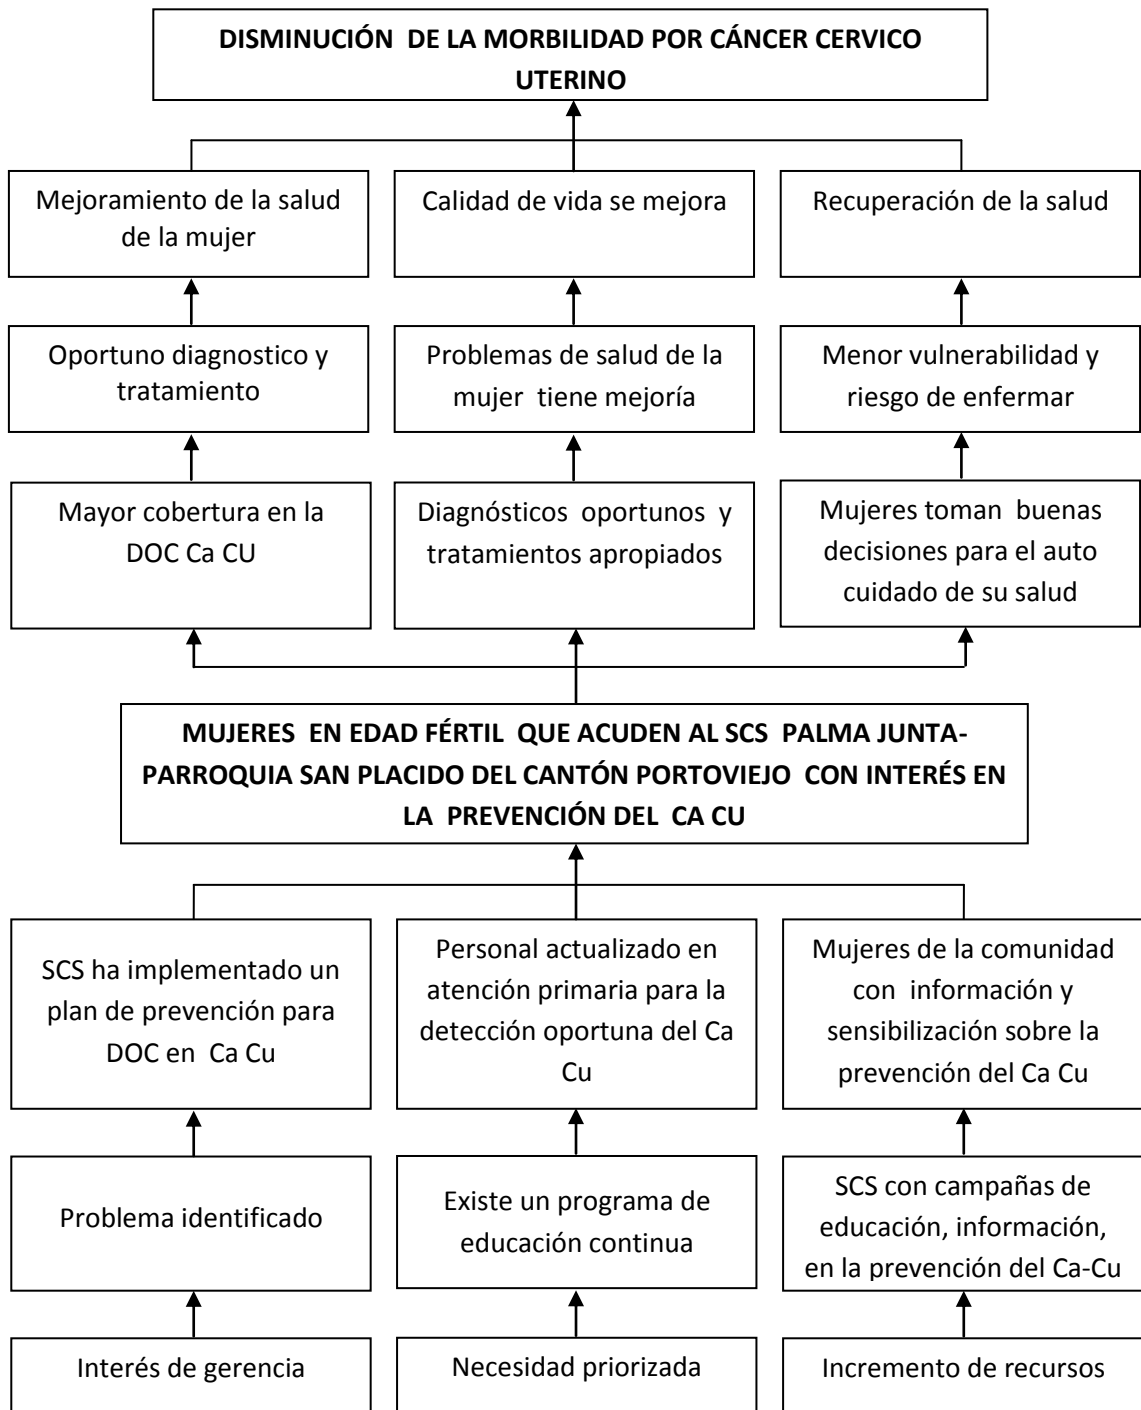 DISMINUCIÓN DE LA MORBILIDAD POR CÁNCER CERVICO
UTERINO
Mejoramiento de la salud
de la mujer
Calidad de vida se mejora
Recuperación de la salud
Oportuno diagnostico y
tratamiento
Problemas de salud de la
mujer tiene mejoría
Menor vulnerabilidad y
riesgo de enfermar
Mayor cobertura en la
DOC Ca CU
Diagnósticos oportunos y
tratamientos apropiados
Mujeres toman buenas
decisiones para el auto
cuidado de su salud
MUJERES EN EDAD FÉRTIL QUE ACUDEN AL SCS PALMA JUNTA-
PARROQUIA SAN PLACIDO DEL CANTÓN PORTOVIEJO CON INTERÉS EN
LA PREVENCIÓN DEL CA CU
SCS ha implementado un
plan de prevención para
DOC en Ca Cu
Personal actualizado en
atención primaria para la
detección oportuna del Ca
Cu
Mujeres de la comunidad
con información y
sensibilización sobre la
prevención del Ca Cu
Problema identificado
Existe un programa de
educación continua
SCS con campañas de
educación, información,
en la prevención del Ca-Cu
Interés de gerencia
Necesidad priorizada
Incremento de recursos